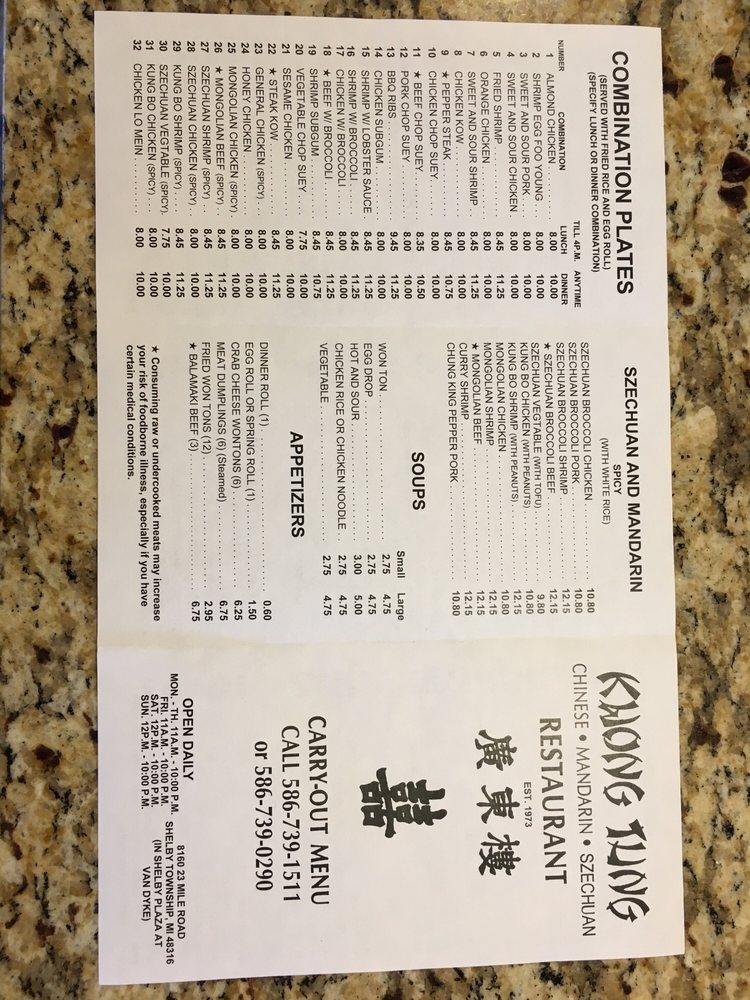 COMBINATION PLATES
(SERVED WITH FRIED RICE AND EGG ROLL)
(SPECIFY LUNCH OR DINNER COMBINATION)
TILL 4P.M. ANYTIME
NUMBER COMBINATION LUNCH DINNER
1 ALMOND CHICKEN 8.00 10.00
2 SHRIMP EGG FOO YOUNG 8.00 10.00
3 SWEET AND SOUR PORK 8.00 10.00
4 SWEET AND SOUR CHICKEN 8.00 10.00
5 FRIED SHRIMP 8.45 11.25
6 ORANGE CHICKEN 8.00 10.00
7 SWEET AND SOUR SHRIMP 8.45 11.25
8 CHICKEN KOW 8.00 10.00
9 ★ PEPPER STEAK 8.45 10.75
10 CHICKEN CHOP SUEY 8.00 10.00
11 ★ BEEF CHOP SUEY 8.35 10.50
12 PORK CHOP SUEY 8.00 10.00
13 BBQ RIBS 9.45 11.25
14 CHICKEN SUBGUM 8.00 10.00
15 SHRIMP W/ LOBSTER SAUCE 8.45 11.25
16 SHRIMP W/ BROCCOLI 8.45 11.25
17 CHICKEN W/ BROCCOLI 8.00 10.00
18 ★ BEEF W/ BROCCOLI 8.45 11.25
19 SHRIMP SUBGUM 8.45 10.75
20 VEGETABLE CHOP SUEY 7.75 10.00
21 SESAME CHICKEN 8.00 10.00
22 ★ STEAK KOW 8.45 11.25
23 GENERAL CHICKEN (SPICY) 8.00 10.00
24 HONEY CHICKEN 8.00 10.00
25 MONGOLIAN CHICKEN (SPICY) 8.00 10.00
26 ★ MONGOLIAN BEEF (SPICY) 8.45 11.25
27 SZECHUAN SHRIMP (SPICY) 8.45 11.25
28 SZECHUAN CHICKEN (SPICY) 8.00 10.00
29 KUNG BO SHRIMP (SPICY) 8.45 11.25
30 SZECHUAN VEGTABLE (SPICY) 7.75 10.00
31 KUNG BO CHICKEN (SPICY) 8.00 10.00
32 CHICKEN LO MEIN 8.00 10.00
SZECHUAN AND MANDARIN
SPICY
(WITH WHITE RICE)
SZECHUAN BROCCOLI CHICKEN 10.80
SZECHUAN BROCCOLI PORK 10.80
SZECHUAN BROCCOLI SHRIMP 12.15
★ SZECHUAN BROCCOLI BEEF 12.15
SZECHUAN VEGTABLE (WITH TOFU) 9.80
KUNG BO CHICKEN (WITH PEANUTS) 10.80
KUNG BO SHRIMP (WITH PEANUTS) 12.15
MONGOLIAN CHICKEN 10.80
MONGOLIAN SHRIMP 12.15
★ MONGOLIAN BEEF 12.15
CURRY SHRIMP 12.15
CHUNG KING PEPPER PORK 10.80
SOUPS
Small Large
WON TON 2.75 4.75
EGG DROP 2.75 4.75
HOT AND SOUR 3.00 5.00
CHICKEN RICE OR CHICKEN NOODLE 2.75 4.75
VEGETABLE 2.75 4.75
APPETIZERS
DINNER ROLL (1) 0.60
EGG ROLL OR SPRING ROLL (1) 1.50
CRAB CHEESE WONTONS (6) 6.25
MEAT DUMPLINGS (6) (Steamed) 6.75
FRIED WON TONS (12) 2.95
★ BALAMAKI BEEF (3) 6.75
★ Consuming raw or undercooked meats may increase
your risk of foodborne illness, especially if you have
certain medical conditions.
KHONG TUNG
CHINESE • MANDARIN • SZECHUAN
RESTAURANT
EST. 1973
廣東樓
囍
CARRY-OUT MENU
CALL 586-739-1511
or 586-739-0290
OPEN DAILY
MON. - TH. 11A.M. - 10:00 P.M.
FRI. 11A.M. - 10:00 P.M.
SAT. 12P.M. - 10:00 P.M.
SUN. 12P.M. - 10:00 P.M.
8160 23 MILE ROAD
SHELBY TOWNSHIP, MI 48316
(IN SHELBY PLAZA AT
VAN DYKE)